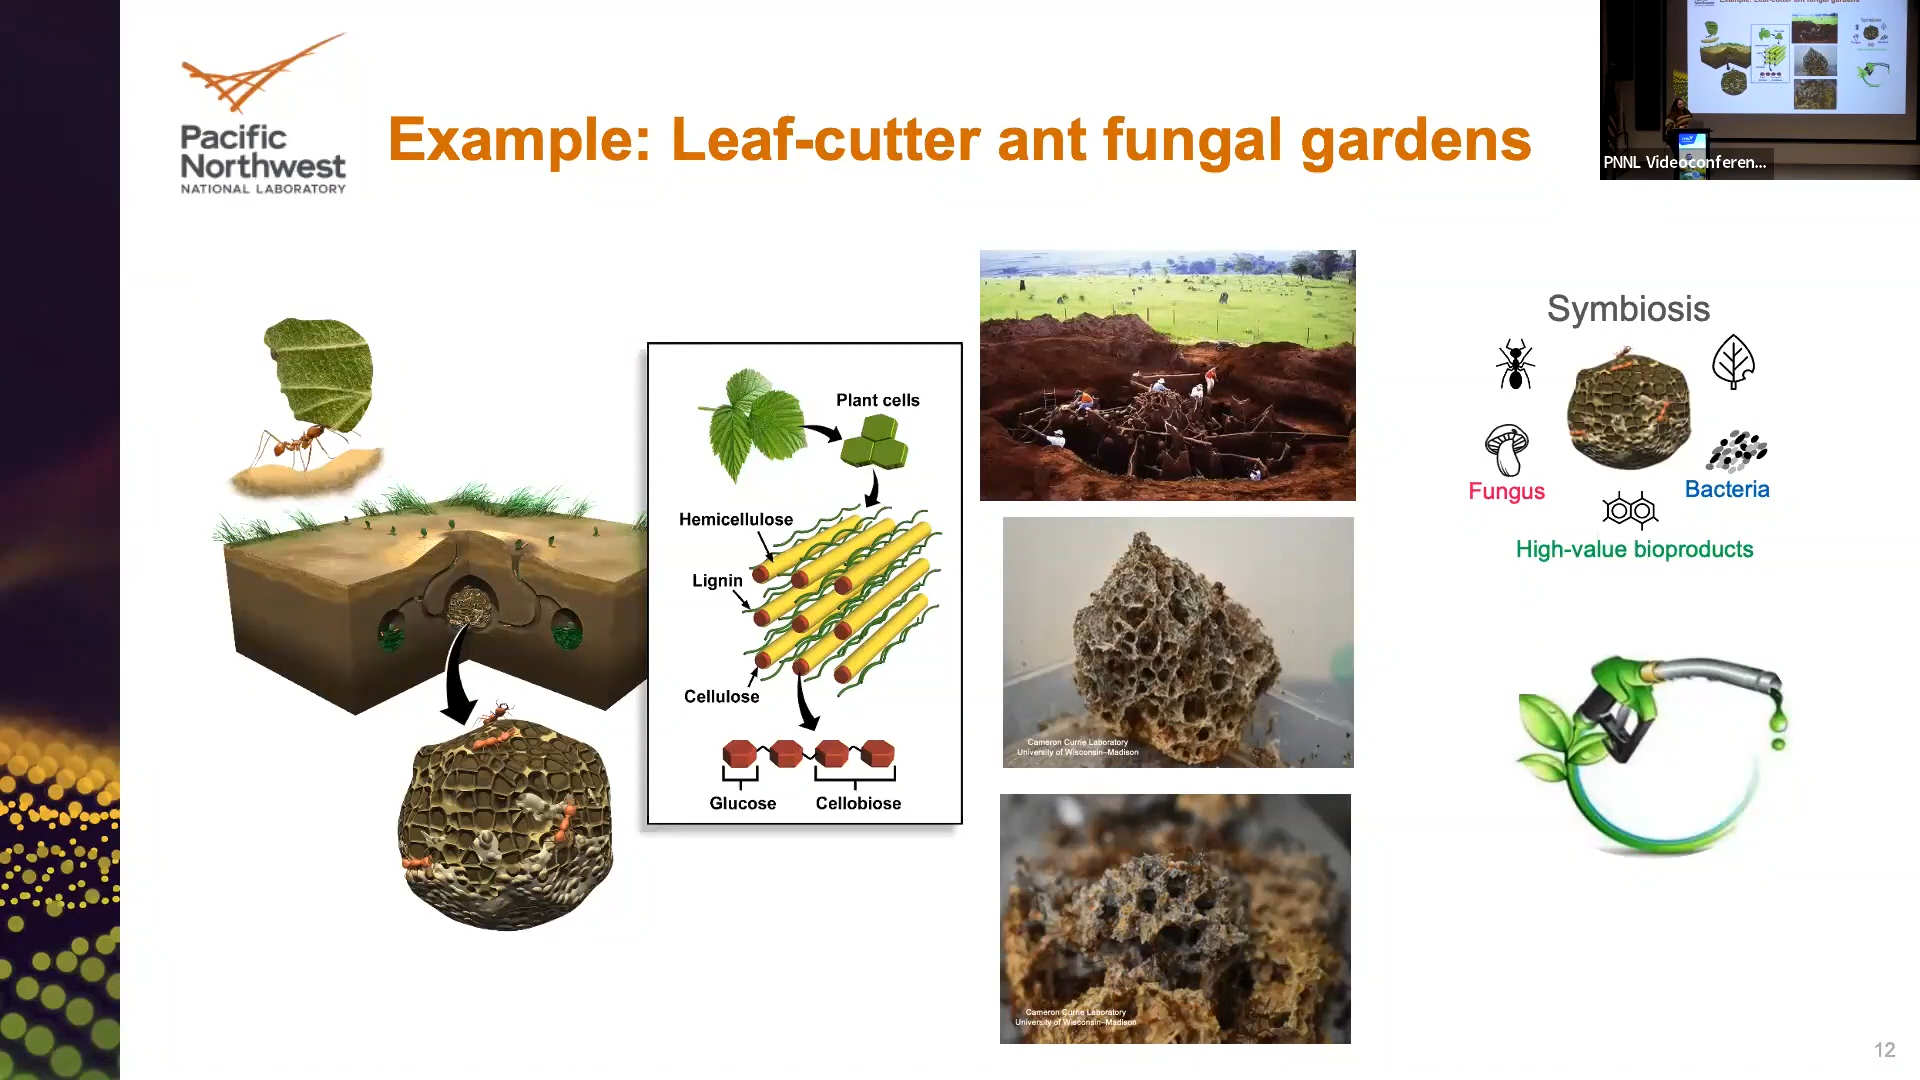 Pacific
Northwest
NATIONAL LABORATORY
Example: Leaf-cutter ant fungal gardens
PNNL Videoconferen...
Plant cells
Hemicellulose
Lignin
Cellulose
Glucose
Cellobiose
Cameron Currie Laboratory
University of Wisconsin–Madison
Cameron Currie Laboratory
University of Wisconsin–Madison
Symbiosis
Fungus
Bacteria
High-value bioproducts
12